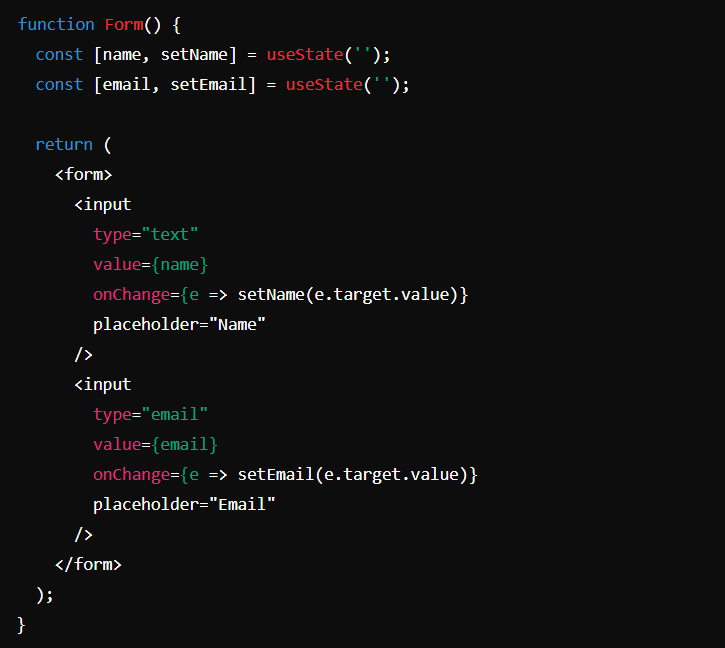 function Form() {
  const [name, setName] = useState('');
  const [email, setEmail] = useState('');

  return (
    <form>
      <input
        type="text"
        value={name}
        onChange={e => setName(e.target.value)}
        placeholder="Name"
      />
      <input
        type="email"
        value={email}
        onChange={e => setEmail(e.target.value)}
        placeholder="Email"
      />
    </form>
  );
}